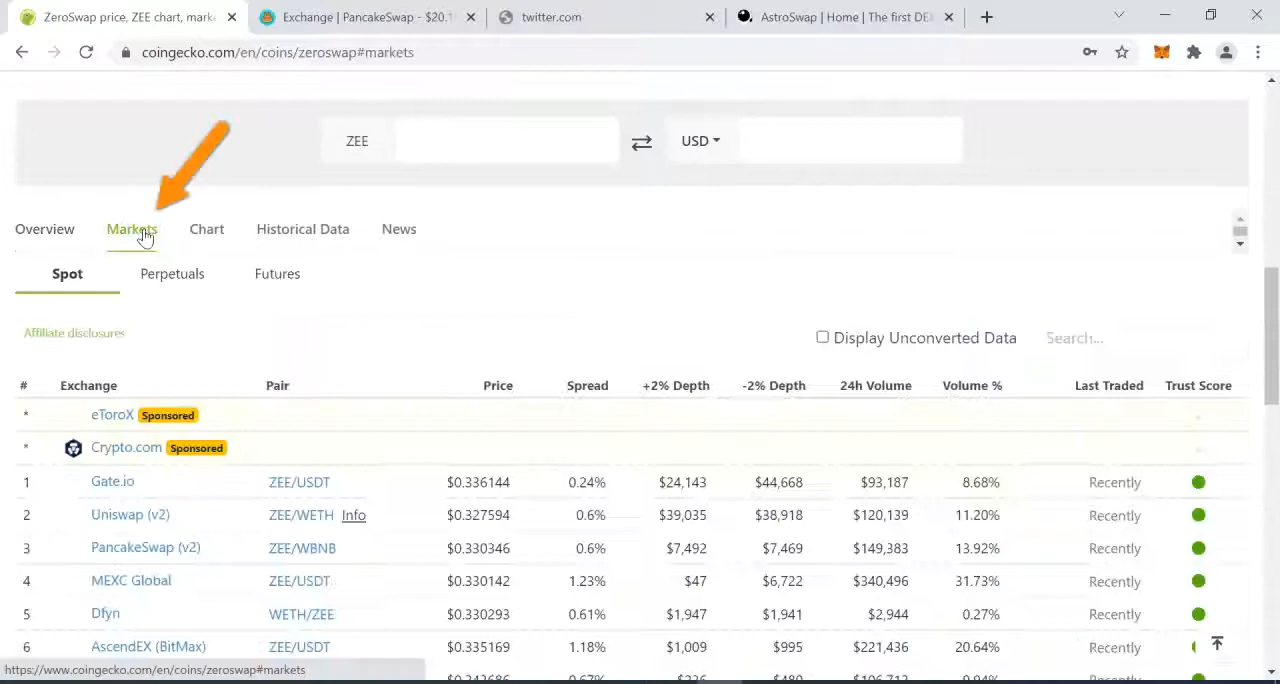 ZeroSwap price, ZEE chart, marke
Exchange | PancakeSwap - $20.1
twitter.com
AstroSwap | Home | The first DE
coingecko.com/en/coins/zeroswap#markets
ZEE
USD
Overview Markets Chart Historical Data News
Spot Perpetuals Futures
Affiliate disclosures
Display Unconverted Data Search...
# Exchange Pair Price Spread +2% Depth -2% Depth 24h Volume Volume % Last Traded Trust Score
* eToroX Sponsored
* Crypto.com Sponsored
1 Gate.io ZEE/USDT $0.336144 0.24% $24,143 $44,668 $93,187 8.68% Recently
2 Uniswap (v2) ZEE/WETH Info $0.327594 0.6% $39,035 $38,918 $120,139 11.20% Recently
3 PancakeSwap (v2) ZEE/WBNB $0.330346 0.6% $7,492 $7,469 $149,383 13.92% Recently
4 MEXC Global ZEE/USDT $0.330142 1.23% $47 $6,722 $340,496 31.73% Recently
5 Dfyn WETH/ZEE $0.330293 0.61% $1,947 $1,941 $2,944 0.27% Recently
6 AscendEX (BitMax) ZEE/USDT $0.335169 1.18% $1,009 $995 $221,436 20.64% Recently
https://www.coingecko.com/en/coins/zeroswap#markets